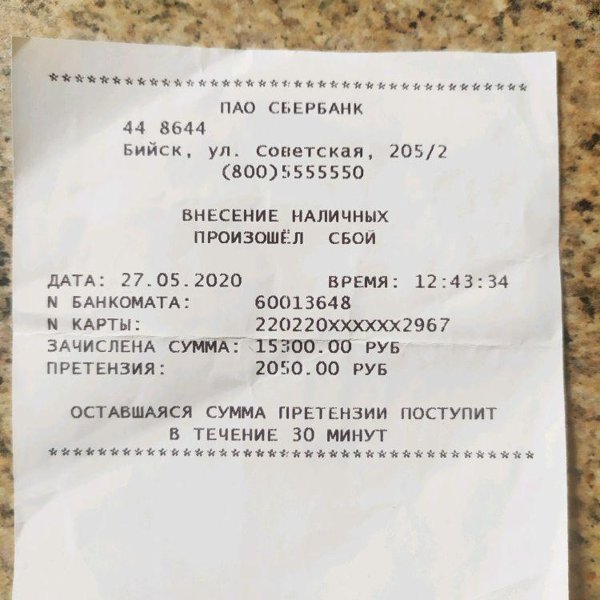 ****************************************
ПАО СБЕРБАНК
44 8644
Бийск, ул. Советская, 205/2
(800)5555550
ВНЕСЕНИЕ НАЛИЧНЫХ
ПРОИЗОШЁЛ СБОЙ
ДАТА: 27.05.2020 ВРЕМЯ: 12:43:34
N БАНКОМАТА: 60013648
N КАРТЫ: 220220XXXXXX2967
ЗАЧИСЛЕНА СУММА: 15300.00 РУБ
ПРЕТЕНЗИЯ: 2050.00 РУБ
ОСТАВШАЯСЯ СУММА ПРЕТЕНЗИИ ПОСТУПИТ
В ТЕЧЕНИЕ 30 МИНУТ
****************************************